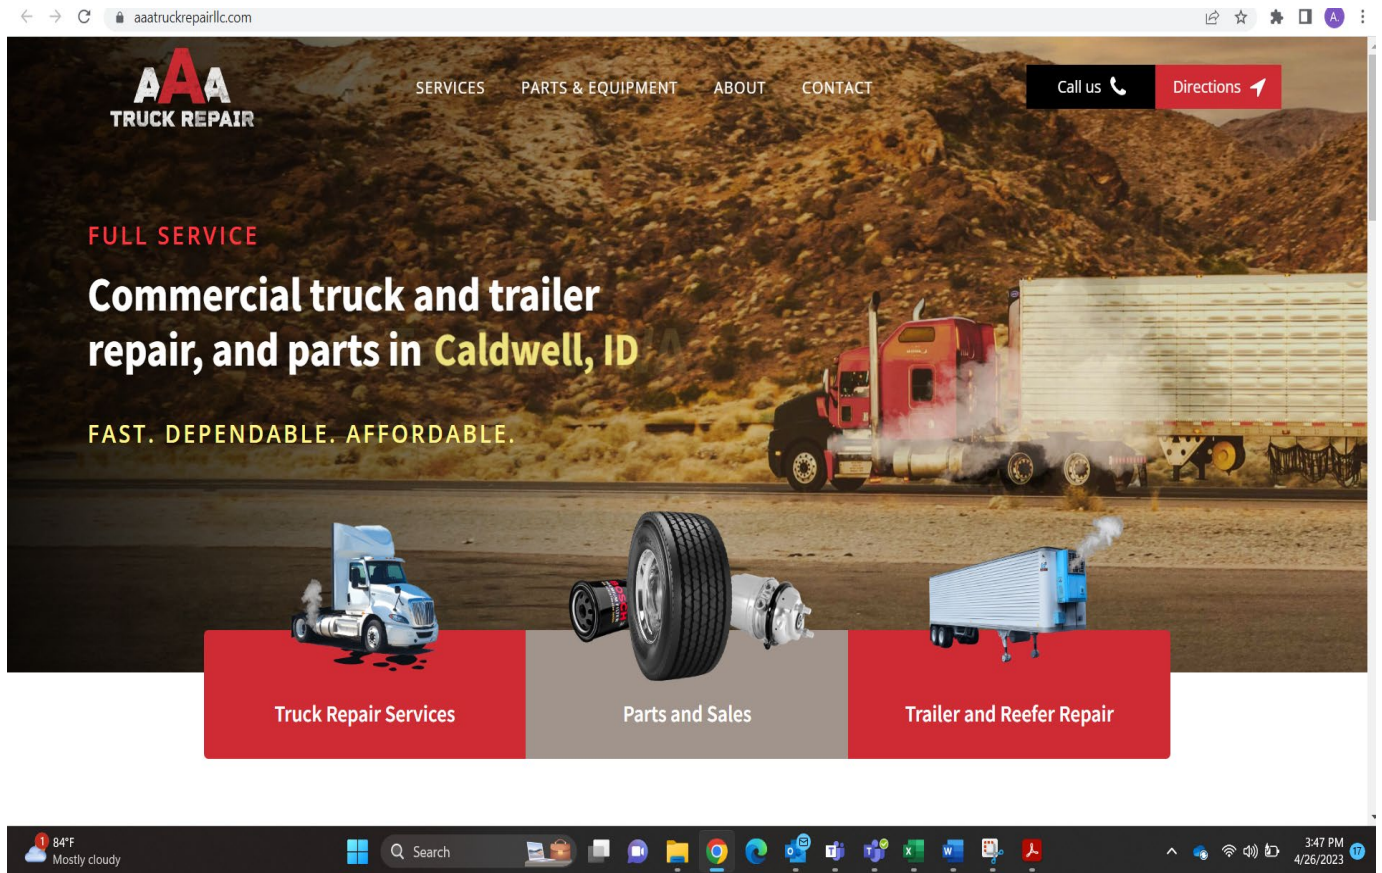 aaatruckrepairllc.com
A.
AAA
TRUCK REPAIR
SERVICES
PARTS & EQUIPMENT
ABOUT
CONTACT
Call us
Directions
FULL SERVICE
Commercial truck and trailer
repair, and parts in Caldwell, ID
FAST. DEPENDABLE. AFFORDABLE.
Truck Repair Services
Parts and Sales
Trailer and Reefer Repair
1
84°F
Mostly cloudy
Search
3:47 PM
4/26/2023
17